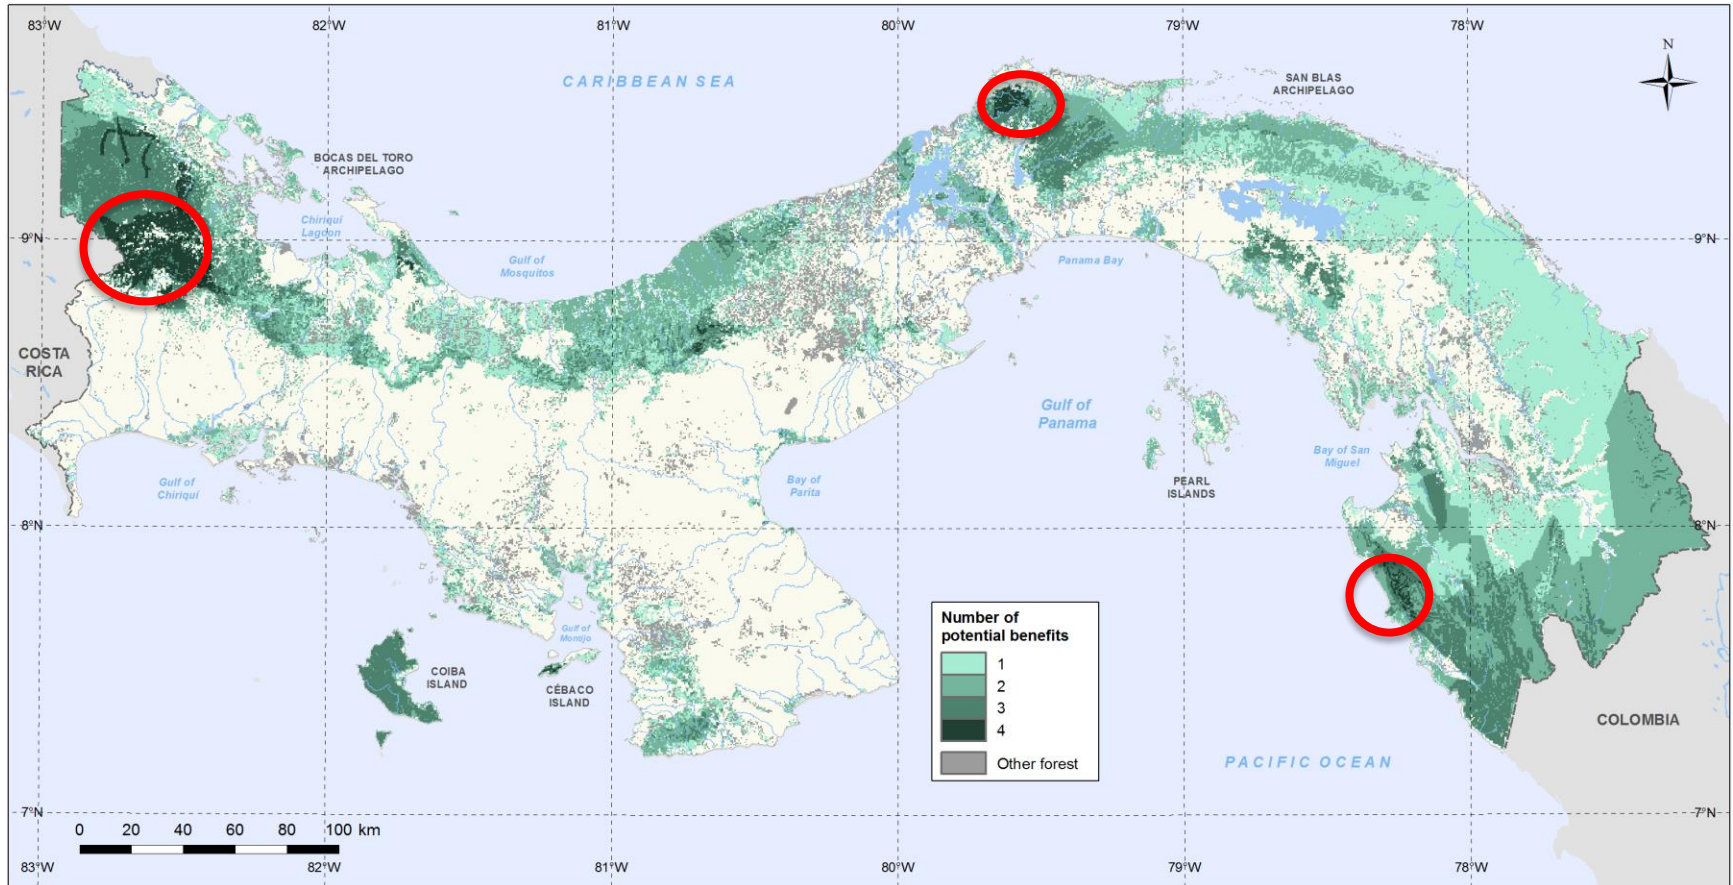 83°W
82°W
81°W
80°W
79°W
78°W
N
CARIBBEAN SEA
SAN BLAS
ARCHIPELAGO
BOCAS DEL TORO
ARCHIPELAGO
Chiriquí
Lagoon
9°N
Gulf of
Mosquitos
Panama Bay
9°N
COSTA
RICA
Gulf of
Panama
Gulf of
Chiriquí
Bay of
Parita
Bay of San
Miguel
PEARL
ISLANDS
8°N
8°N
Number of
potential benefits
1
2
3
4
Other forest
Gulf of
Montijo
COIBA
ISLAND
CÉBACO
ISLAND
COLOMBIA
PACIFIC OCEAN
7°N
7°N
0 20 40 60 80 100 km
83°W
82°W
81°W
80°W
79°W
78°W